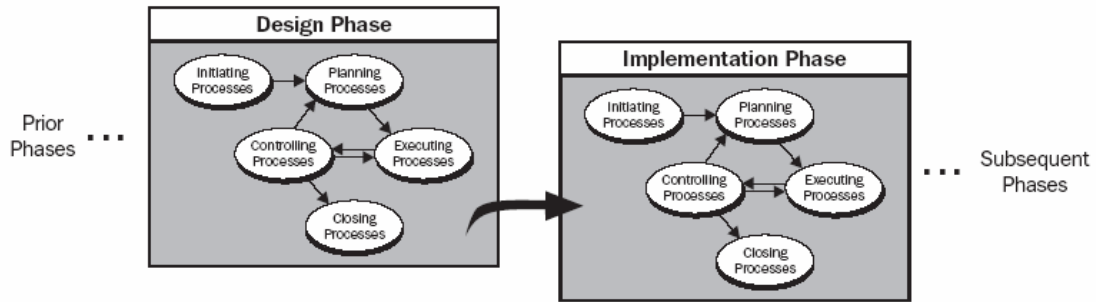 Design Phase
Initiating
Processes
Planning
Processes
Controlling
Processes
Executing
Processes
Closing
Processes
Prior
Phases
...
Implementation Phase
Initiating
Processes
Planning
Processes
Controlling
Processes
Executing
Processes
Closing
Processes
...
Subsequent
Phases